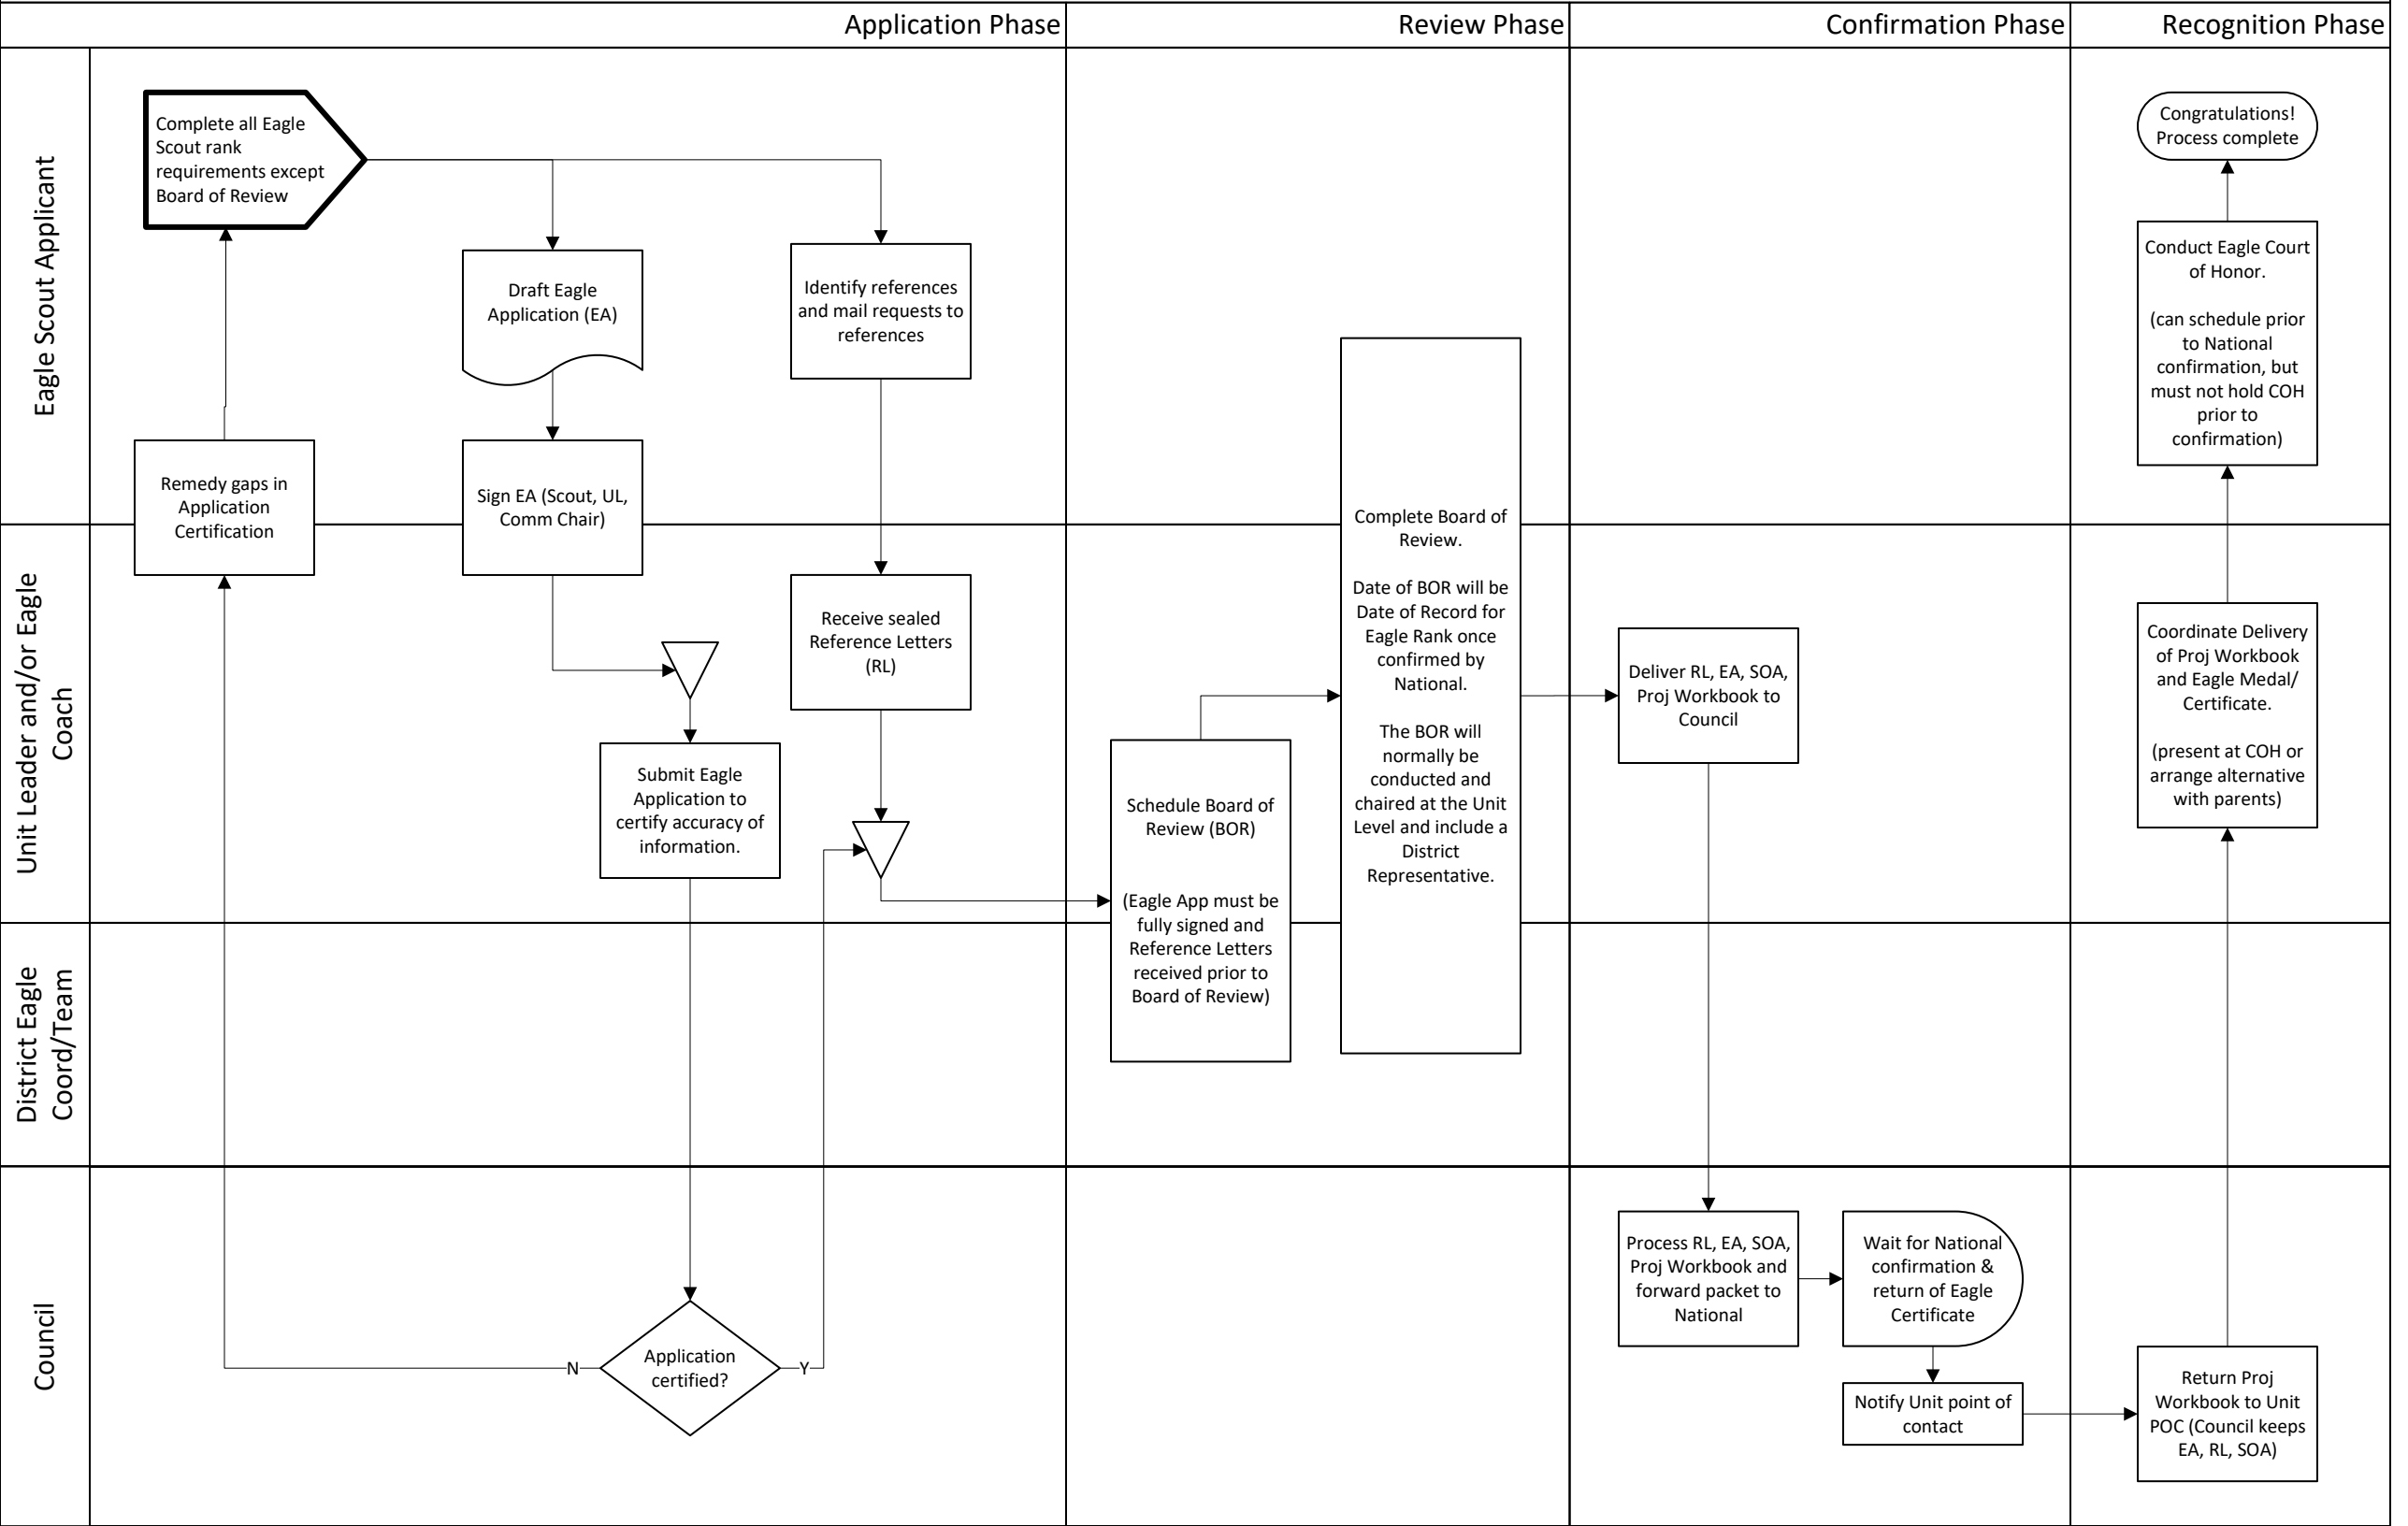 Application Phase
Review Phase
Confirmation Phase
Recognition Phase
Eagle Scout Applicant
Complete all Eagle
Scout rank
requirements except
Board of Review
Draft Eagle
Application (EA)
Identify references
and mail requests to
references
Remedy gaps in
Application
Certification
Sign EA (Scout, UL,
Comm Chair)
Congratulations!
Process complete
Conduct Eagle Court
of Honor.
(can schedule prior
to National
confirmation, but
must not hold COH
prior to
confirmation)
Unit Leader and/or Eagle
Coach
Receive sealed
Reference Letters
(RL)
Submit Eagle
Application to
certify accuracy of
information.
Schedule Board of
Review (BOR)
(Eagle App must be
fully signed and
Reference Letters
received prior to
Board of Review)
Complete Board of
Review.
Date of BOR will be
Date of Record for
Eagle Rank once
confirmed by
National.
The BOR will
normally be
conducted and
chaired at the Unit
Level and include a
District
Representative.
Deliver RL, EA, SOA,
Proj Workbook to
Council
Coordinate Delivery
of Proj Workbook
and Eagle Medal/
Certificate.
(present at COH or
arrange alternative
with parents)
District Eagle
Coord/Team
Council
N
Application
certified?
Y
Process RL, EA, SOA,
Proj Workbook and
forward packet to
National
Wait for National
confirmation &
return of Eagle
Certificate
Notify Unit point of
contact
Return Proj
Workbook to Unit
POC (Council keeps
EA, RL, SOA)